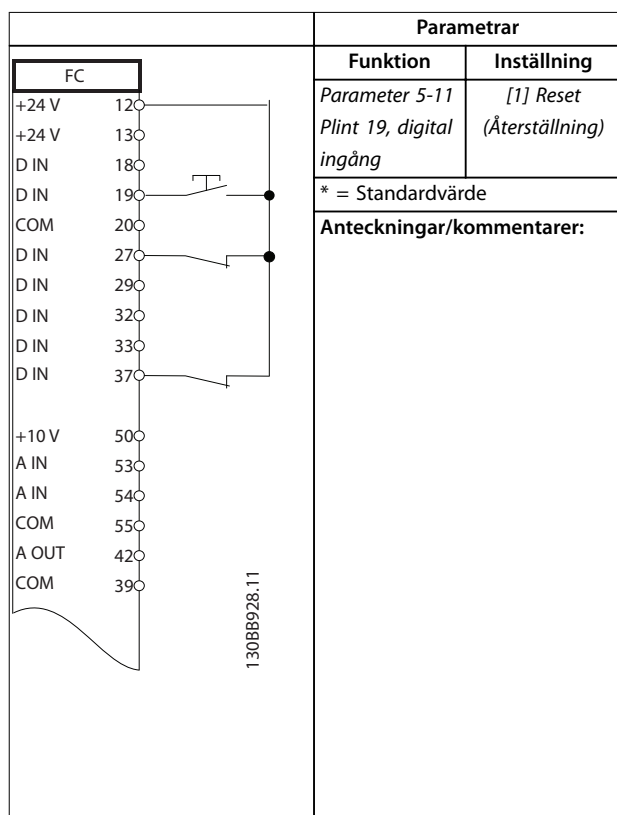 Parametrar
Funktion Inställning
Parameter 5-11 [1] Reset
Plint 19, digital (Återställning)
ingång
* = Standardvärde
Anteckningar/kommentarer:
FC
+24 V 12
+24 V 13
D IN 18
D IN 19
COM 20
D IN 27
D IN 29
D IN 32
D IN 33
D IN 37
+10 V 50
A IN 53
A IN 54
COM 55
A OUT 42
COM 39
130BB928.11